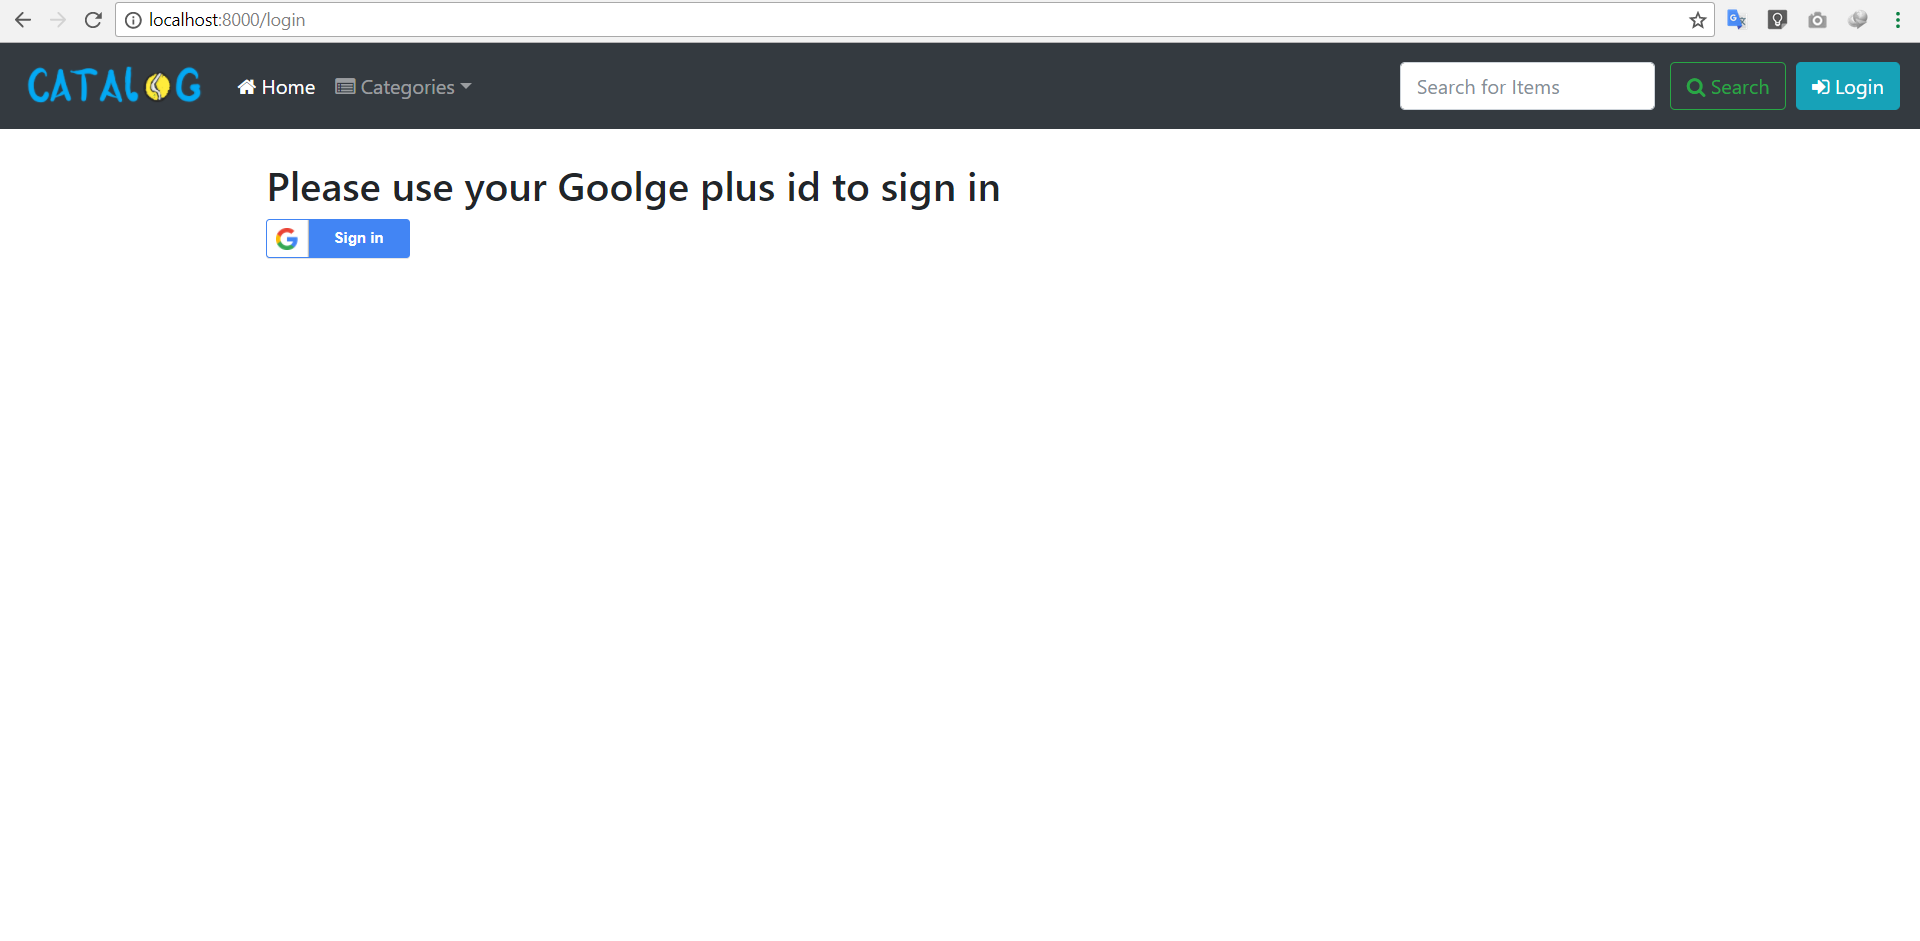 localhost:8000/login
CATALOG Home Categories Search for Items Search Login
Please use your Goolge plus id to sign in
G Sign in